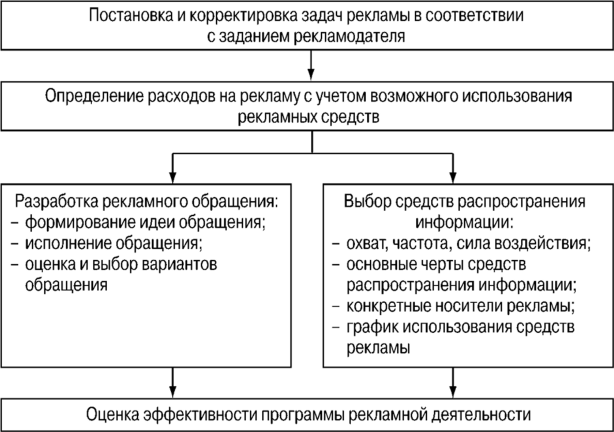 Постановка и корректировка задач рекламы в соответствии
с заданием рекламодателя
Определение расходов на рекламу с учетом возможного использования
рекламных средств
Разработка рекламного обращения:
– формирование идеи обращения;
– исполнение обращения;
– оценка и выбор вариантов
обращения
Выбор средств распространения
информации:
– охват, частота, сила воздействия;
– основные черты средств
распространения информации;
– конкретные носители рекламы;
– график использования средств
рекламы
Оценка эффективности программы рекламной деятельности